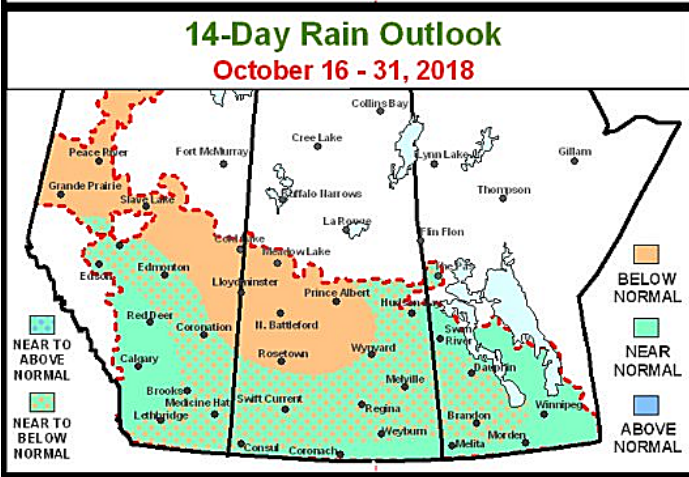 14-Day Rain Outlook
October 16 - 31, 2018
Collins Bay
Cree Lake
Peace River
Fort McMurray
Lynn Lake
Gillam
Grande Prairie
Buffalo Narrows
Thompson
Slave Lake
La Ronge
Flin Flon
Cold Lake
Meadow Lake
Edson
Edmonton
The Pas
Lloydminster
Prince Albert
Hudson
BELOW
NORMAL
Red Deer
Coronation
N. Battleford
Swan
River
NEAR TO
ABOVE
NORMAL
Rosetown
Wynyard
NEAR
NORMAL
Calgary
Dauphin
Melville
Brooks
Medicine Hat
Swift Current
Regina
Winnipeg
Lethbridge
Brandon
NEAR TO
BELOW
NORMAL
Weyburn
Morden
ABOVE
NORMAL
Consul
Coronach
Melita